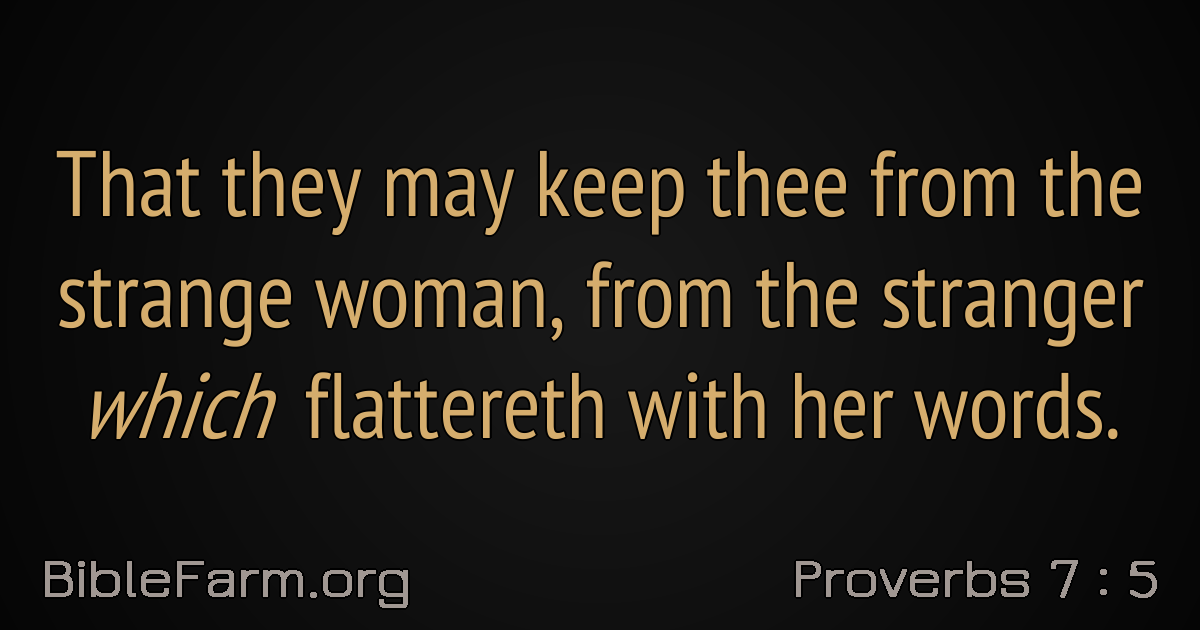 That they may keep thee from the
strange woman, from the stranger
which flattereth with her words.
BibleFarm.org
Proverbs 7 : 5